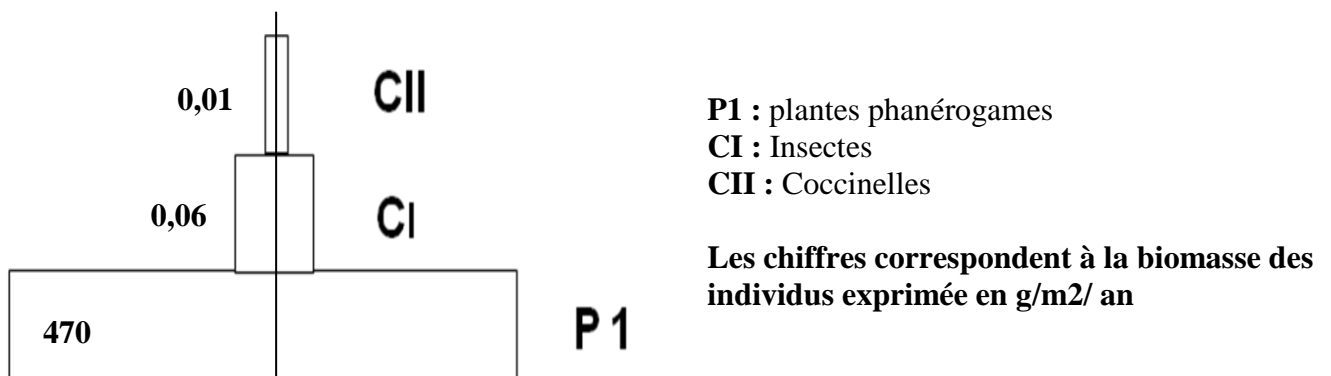 0,01
CII
0,06
CI
470
P 1
P1 : plantes phanérogames
CI : Insectes
CII : Coccinelles
Les chiffres correspondent à la biomasse des
individus exprimée en g/m2/ an